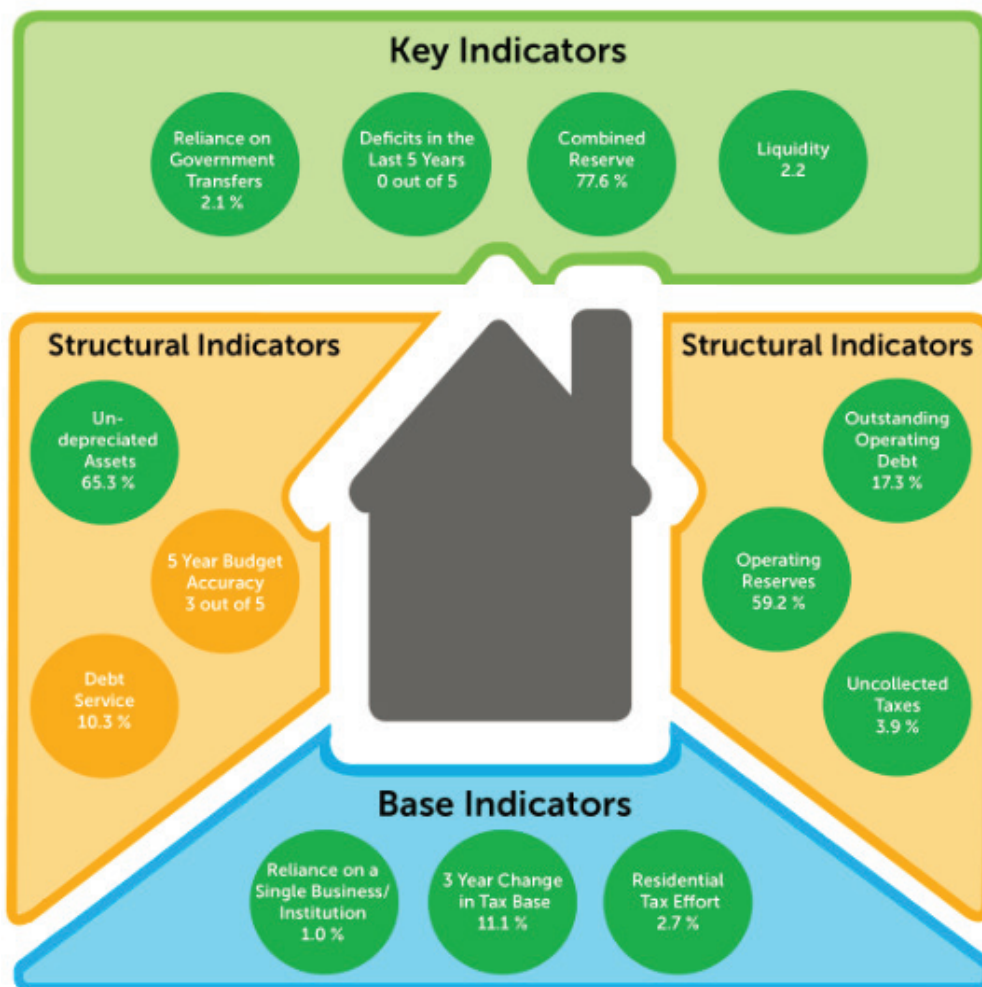 Key Indicators
Reliance on
Government
Transfers
2.1 %
Deficits in the
Last 5 Years
0 out of 5
Combined
Reserve
77.6 %
Liquidity
2.2
Structural Indicators
Un-
depreciated
Assets
65.3 %
5 Year Budget
Accuracy
3 out of 5
Debt
Service
10.3 %
Structural Indicators
Outstanding
Operating
Debt
17.3 %
Operating
Reserves
59.2 %
Uncollected
Taxes
3.9 %
Base Indicators
Reliance on a
Single Business/
Institution
1.0 %
3 Year Change
in Tax Base
11.1 %
Residential
Tax Effort
2.7 %